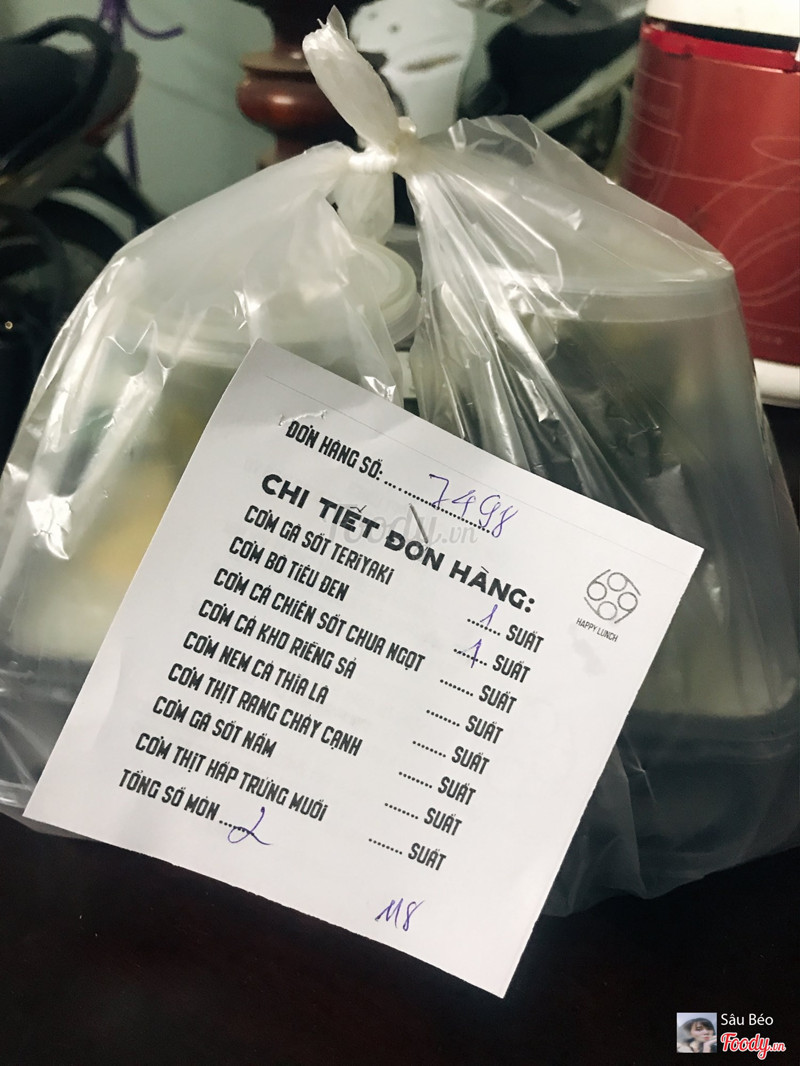 ĐƠN HÀNG SỐ: ........ 7498
CHI TIẾT ĐƠN HÀNG:
CƠM GÀ SỐT TERIYAKI ........ 1 SUẤT
CƠM BÒ TIÊU ĐEN ........ 1 SUẤT
CƠM CÁ CHIÊN SỐT CHUA NGỌT ........ SUẤT
CƠM CÁ KHO RIỀNG SẢ ........ SUẤT
CƠM NEM CÁ THÌA LÀ ........ SUẤT
CƠM THỊT RANG CHÁY CẠNH ........ SUẤT
CƠM GÀ SỐT NẤM ........ SUẤT
CƠM THỊT HẤP TRỨNG MUỐI ........ SUẤT
TỔNG SỐ MÓN ........ 2
118
HAPPY LUNCH
Foody.vn
Sâu Béo
Foody.vn